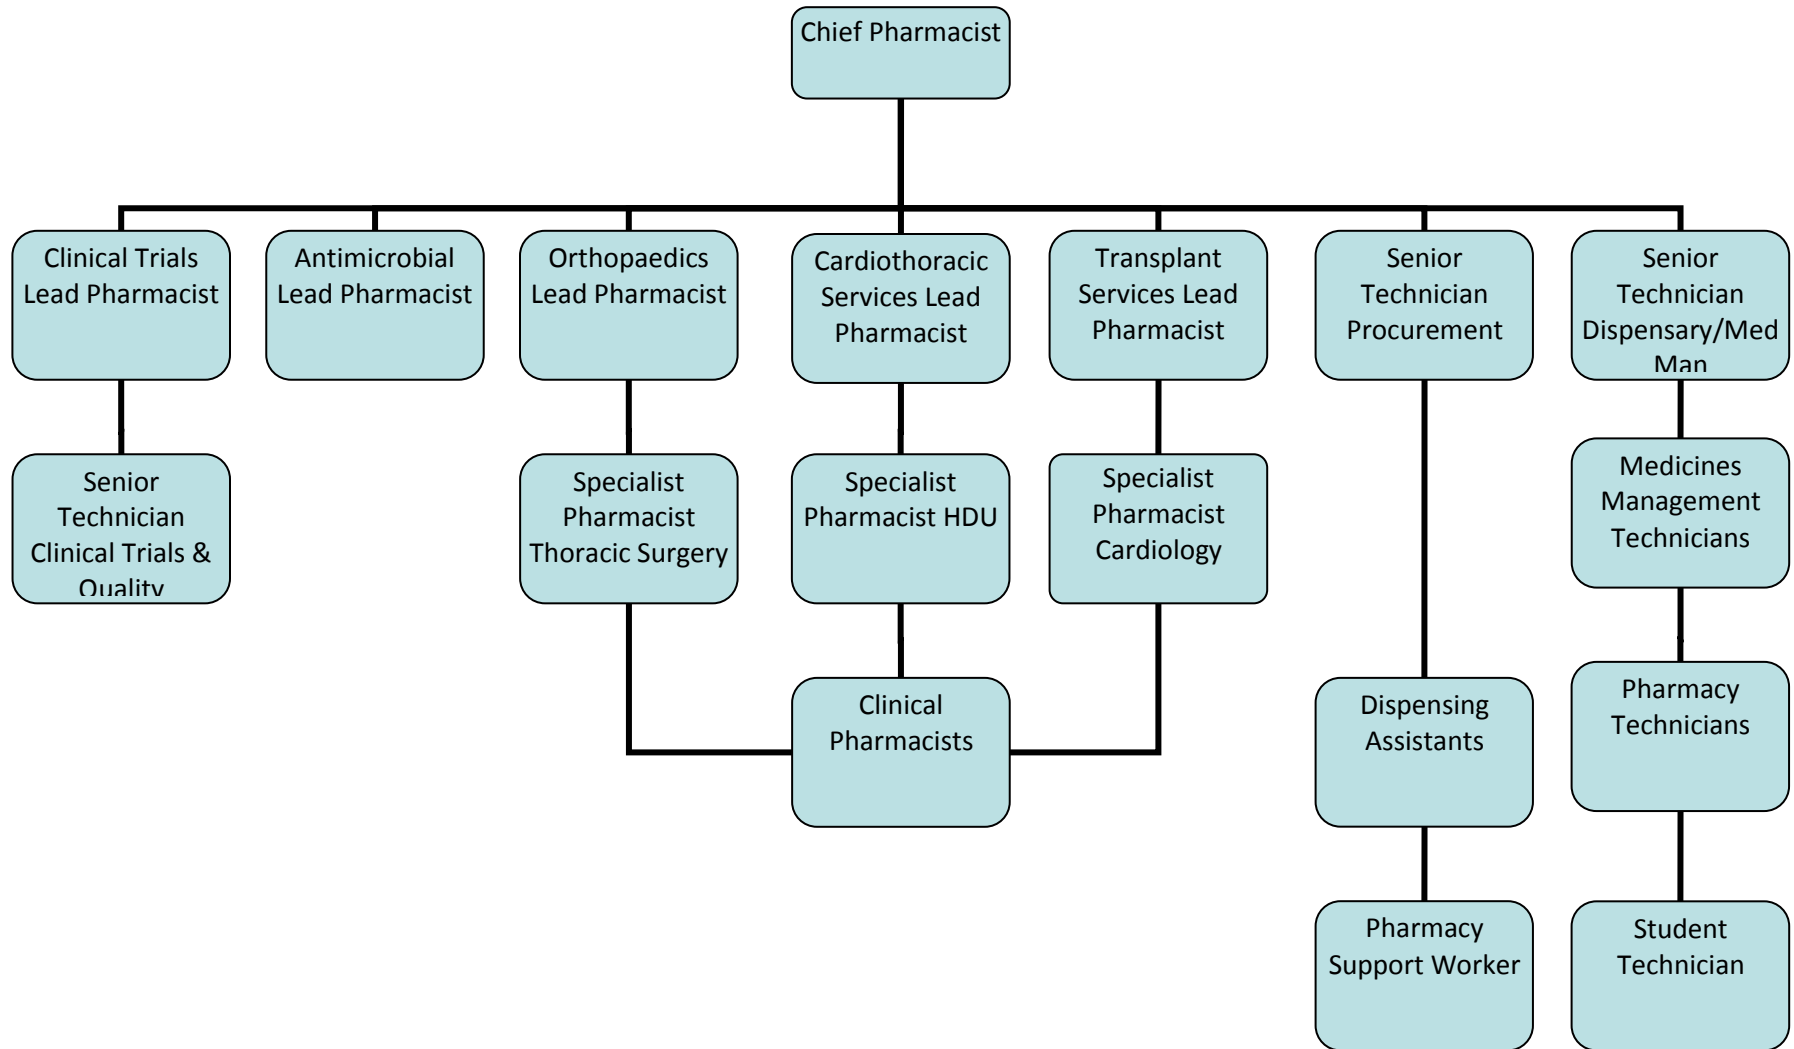 Chief Pharmacist
Clinical Trials
Lead Pharmacist
Antimicrobial
Lead Pharmacist
Orthopaedics
Lead Pharmacist
Cardiothoracic
Services Lead
Pharmacist
Transplant
Services Lead
Pharmacist
Senior
Technician
Procurement
Senior
Technician
Dispensary/Med
Man
Senior
Technician
Clinical Trials &
Quality
Specialist
Pharmacist
Thoracic Surgery
Specialist
Pharmacist HDU
Specialist
Pharmacist
Cardiology
Medicines
Management
Technicians
Clinical
Pharmacists
Dispensing
Assistants
Pharmacy
Technicians
Pharmacy
Support Worker
Student
Technician